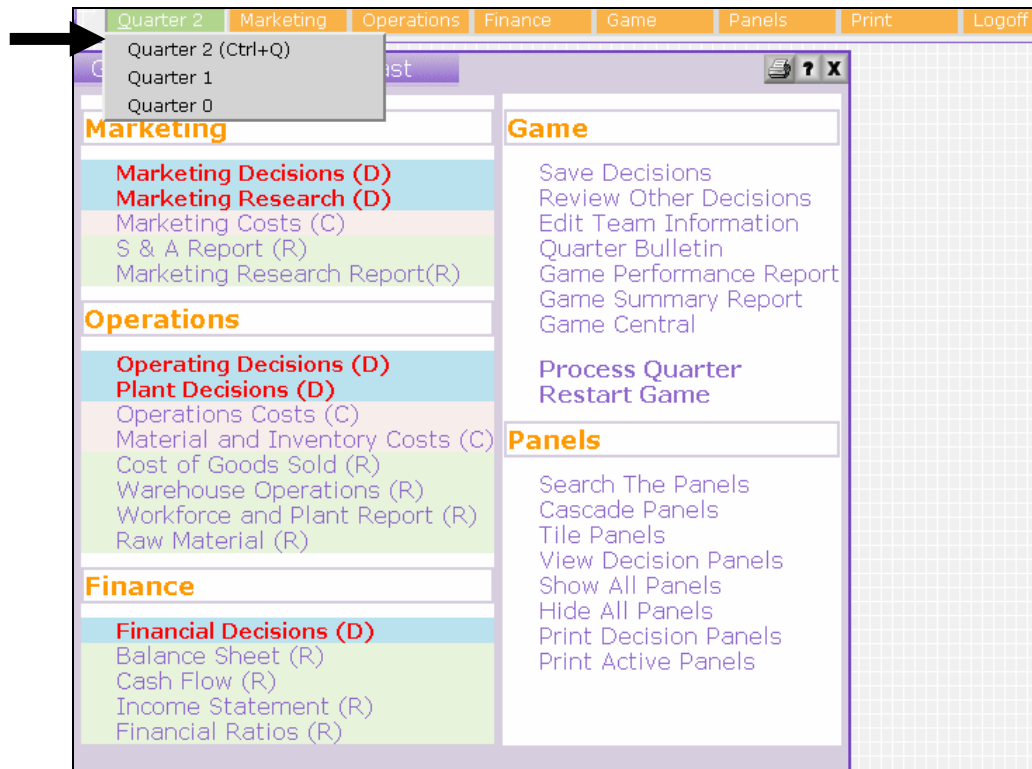 Quarter 2 Marketing Operations Finance Game Panels Print Logoff
Quarter 2 (Ctrl+Q)
Quarter 1
Quarter 0
? X
Marketing
Marketing Decisions (D)
Marketing Research (D)
Marketing Costs (C)
S & A Report (R)
Marketing Research Report(R)
Operations
Operating Decisions (D)
Plant Decisions (D)
Operations Costs (C)
Material and Inventory Costs (C)
Cost of Goods Sold (R)
Warehouse Operations (R)
Workforce and Plant Report (R)
Raw Material (R)
Finance
Financial Decisions (D)
Balance Sheet (R)
Cash Flow (R)
Income Statement (R)
Financial Ratios (R)
Game
Save Decisions
Review Other Decisions
Edit Team Information
Quarter Bulletin
Game Performance Report
Game Summary Report
Game Central
Process Quarter
Restart Game
Panels
Search The Panels
Cascade Panels
Tile Panels
View Decision Panels
Show All Panels
Hide All Panels
Print Decision Panels
Print Active Panels